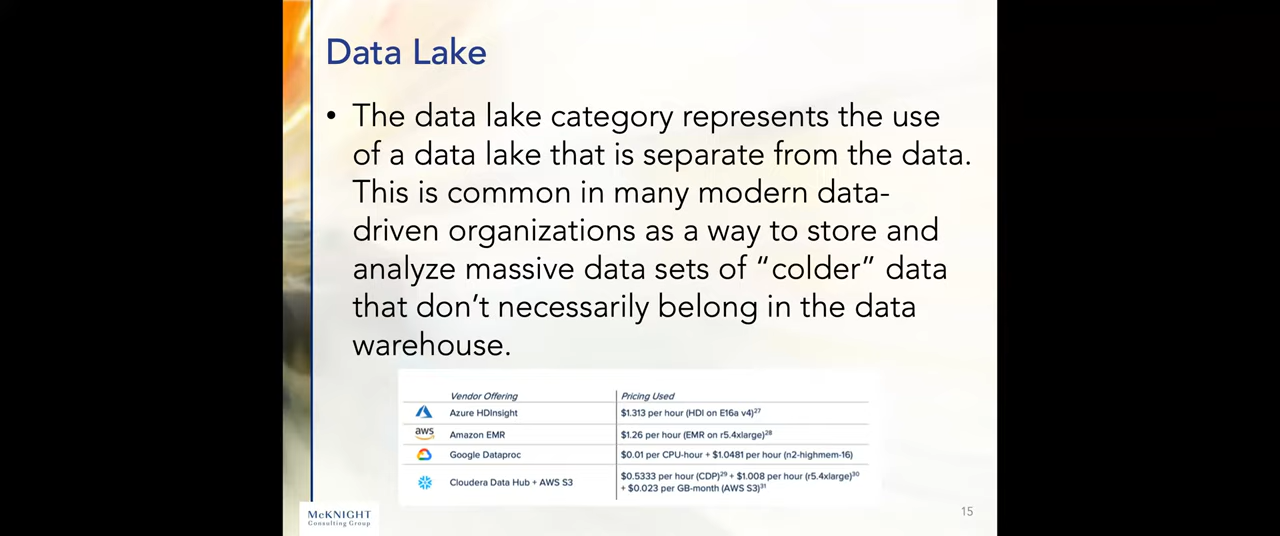 Data Lake
• The data lake category represents the use
of a data lake that is separate from the data.
This is common in many modern data-
driven organizations as a way to store and
analyze massive data sets of “colder” data
that don’t necessarily belong in the data
warehouse.
Vendor Offering Pricing Used
Azure HDInsight $1.313 per hour (HDI on E16a v4)27
aws Amazon EMR $1.26 per hour (EMR on r5.4xlarge)28
Google Dataproc $0.01 per CPU-hour + $1.0481 per hour (n2-highmem-16)
Cloudera Data Hub + AWS S3 $0.5333 per hour (CDP)29 + $1.008 per hour (r5.4xlarge)30
+ $0.023 per GB-month (AWS S3)31
McKNIGHT
Consulting Group
15